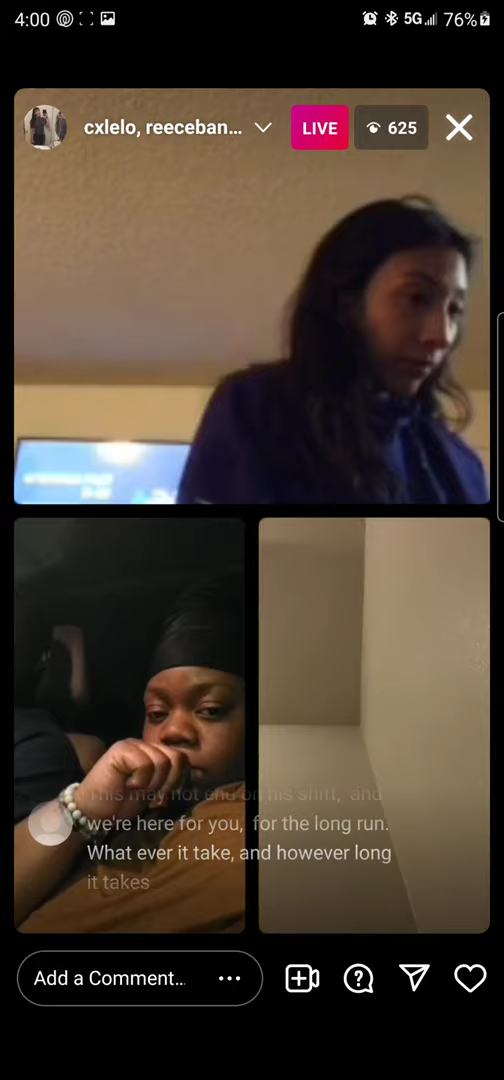 4:00 5G 76%
cxlelo, reeceban... LIVE 625
This may not end on his shift, and
we're here for you, for the long run.
What ever it take, and however long
it takes
Add a Comment...